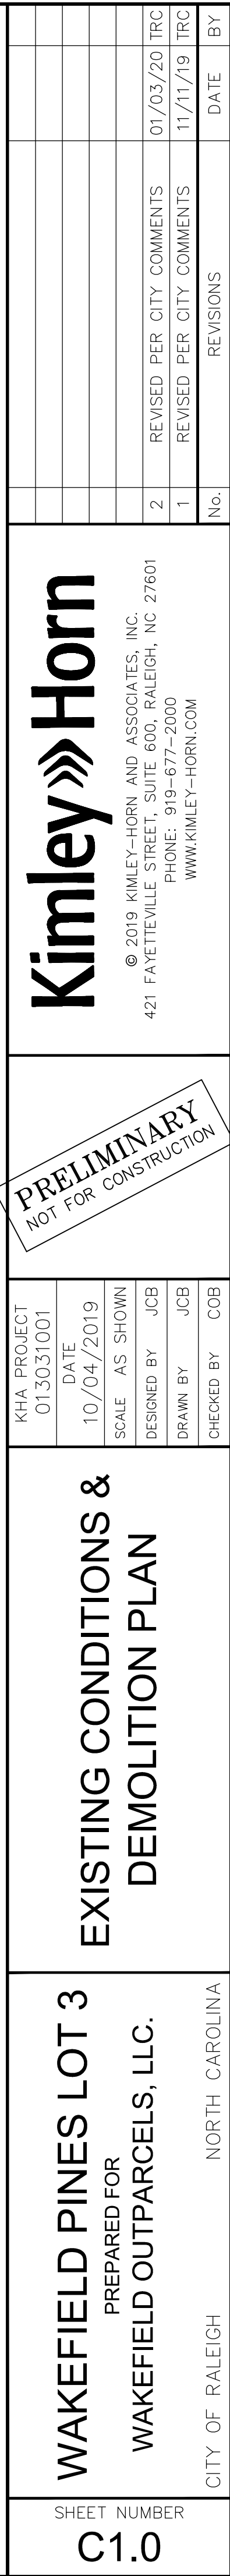 2 REVISED PER CITY COMMENTS 01/03/20 TRC
1 REVISED PER CITY COMMENTS 11/11/19 TRC
No. REVISIONS DATE BY
Kimley»Horn
© 2019 KIMLEY-HORN AND ASSOCIATES, INC.
421 FAYETTEVILLE STREET, SUITE 600, RALEIGH, NC 27601
PHONE: 919-677-2000
WWW.KIMLEY-HORN.COM
PRELIMINARY
NOT FOR CONSTRUCTION
KHA PROJECT
013031001
DATE
10/04/2019
SCALE AS SHOWN
DESIGNED BY JCB
DRAWN BY JCB
CHECKED BY COB
EXISTING CONDITIONS &
DEMOLITION PLAN
WAKEFIELD PINES LOT 3
PREPARED FOR
WAKEFIELD OUTPARCELS, LLC.
CITY OF RALEIGH NORTH CAROLINA
SHEET NUMBER
C1.0